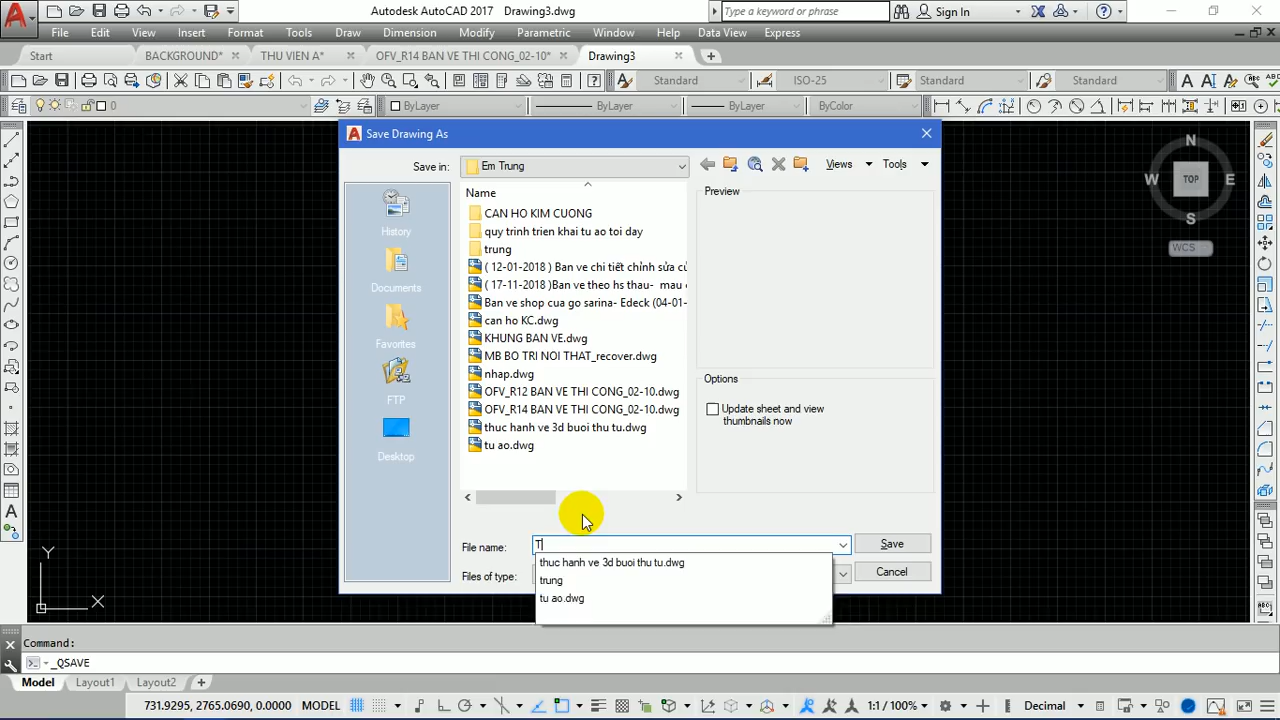 Autodesk AutoCAD 2017 Drawing3.dwg
Type a keyword or phrase
Sign In
File Edit View Insert Format Tools Draw Dimension Modify Parametric Window Help DAU View Express
Start
BACKGROUND*
THU VIEN A*
OFV_R14 BAN VE THI CONG_02-10*
Drawing3
Standard
ISO-25
Standard
Standard
0
ByLayer
ByLayer
ByLayer
ByColor
Save Drawing As
Save in:
Em Trung
Views
Tools
History
Documents
Favorites
FTP
Desktop
Name
CAN HO KIM CUONG
quy trinh trien khai tu ao toi day
trung
( 12-01-2018 ) Ban ve chi tiết chỉnh sửa
( 17-11-2018 )Ban ve theo hs thau- mau
Ban ve shop cua go sarina- Edeck (04-01-
can ho KC.dwg
KHUNG BAN VE.dwg
MB BO TRI NOI THAT_recover.dwg
nhap.dwg
OFV_R12 BAN VE THI CONG_02-10.dwg
OFV_R14 BAN VE THI CONG_02-10.dwg
thuc hanh ve 3d buoi thu tu.dwg
tu ao.dwg
Preview
Options
Update sheet and view
thumbnails now
File name:
T
Save
Files of type:
Cancel
thuc hanh ve 3d buoi thu tu.dwg
trung
tu ao.dwg
N
W
TOP
E
S
WCS
Y
X
Command:
_QSAVE
Model
Layout1
Layout2
731.9295, 2765.0690, 0.0000 MODEL
1:1 / 100%
Decimal